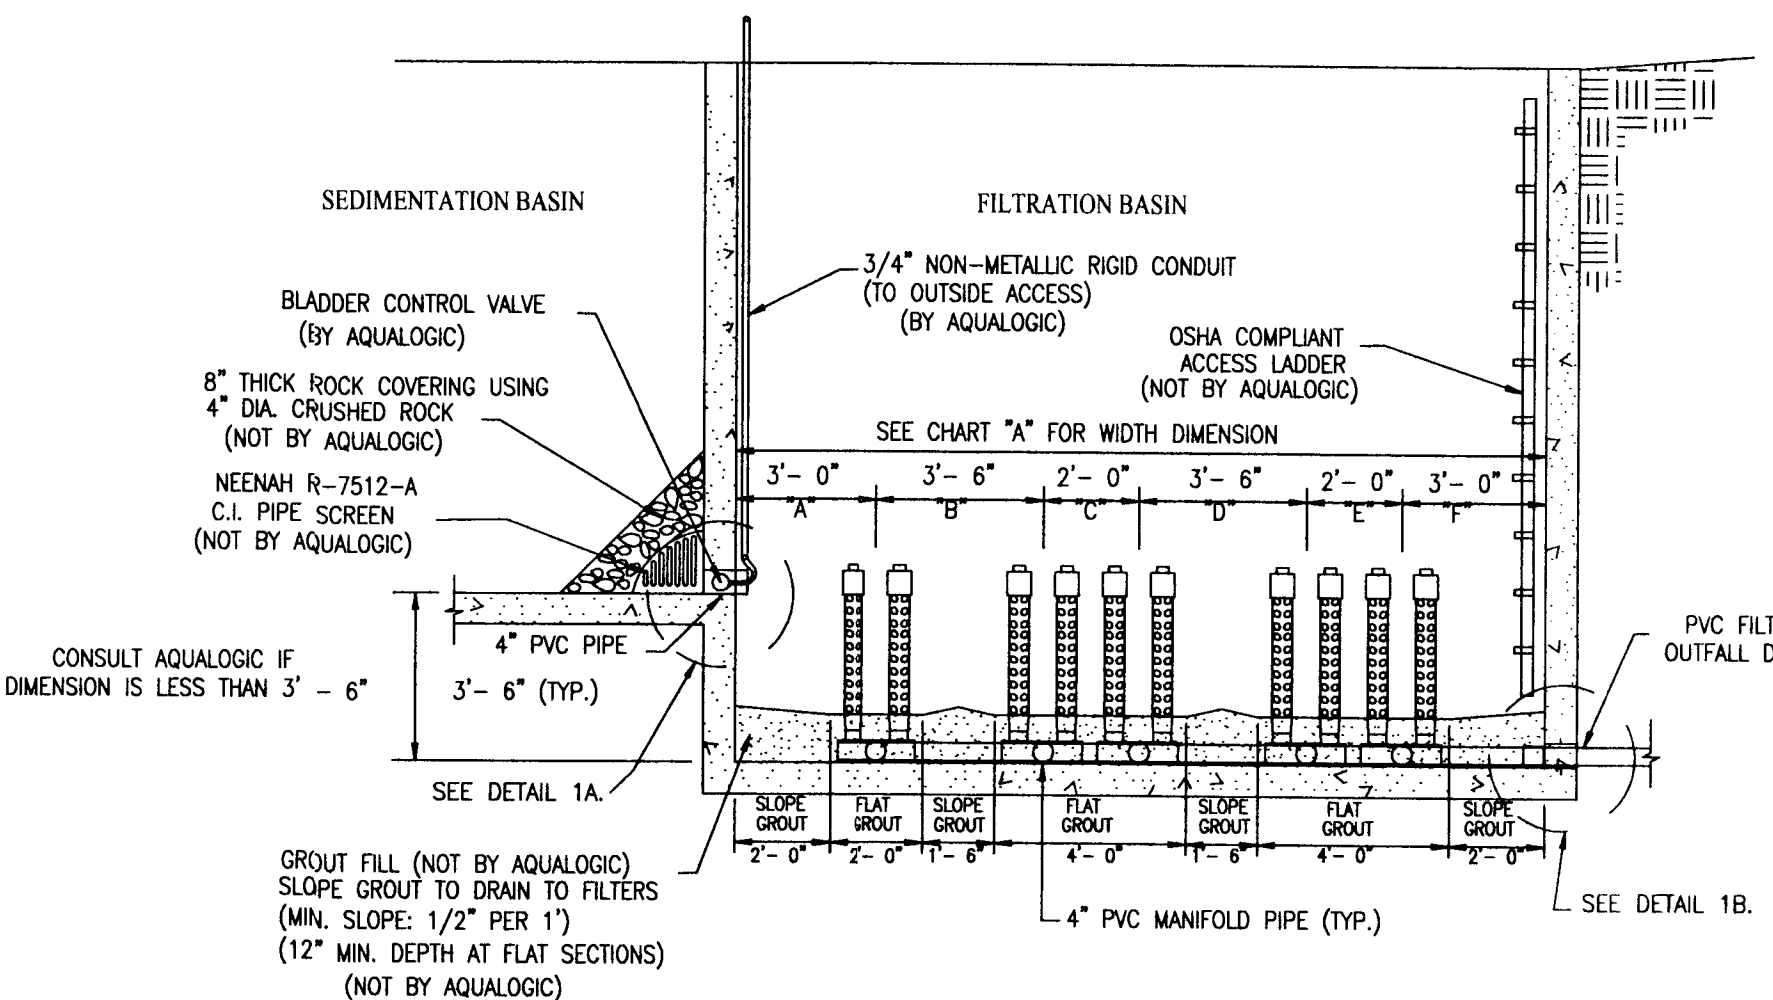 SEDIMENTATION BASIN
FILTRATION BASIN
3/4" NON-METALLIC RIGID CONDUIT
(TO OUTSIDE ACCESS)
(BY AQUALOGIC)
BLADDER CONTROL VALVE
(BY AQUALOGIC)
OSHA COMPLIANT
ACCESS LADDER
(NOT BY AQUALOGIC)
8" THICK ROCK COVERING USING
4" DIA. CRUSHED ROCK
(NOT BY AQUALOGIC)
SEE CHART "A" FOR WIDTH DIMENSION
NEENAH R-7512-A
C.I. PIPE SCREEN
(NOT BY AQUALOGIC)
3'- 0" 3'- 6" 2'- 0" 3'- 6" 2'- 0" 3'- 0"
"A" "B" "C" "D" "E" "F"
4" PVC PIPE
PVC FILT
OUTFALL D
CONSULT AQUALOGIC IF
DIMENSION IS LESS THAN 3' - 6"
3'- 6" (TYP.)
SEE DETAIL 1A.
SLOPE GROUT
FLAT GROUT
SLOPE GROUT
FLAT GROUT
SLOPE GROUT
FLAT GROUT
SLOPE GROUT
2'- 0" 2'- 0" 1'- 6" 4'- 0" 1'- 6" 4'- 0" 2'- 0"
GROUT FILL (NOT BY AQUALOGIC)
SLOPE GROUT TO DRAIN TO FILTERS
(MIN. SLOPE: 1/2" PER 1')
(12" MIN. DEPTH AT FLAT SECTIONS)
(NOT BY AQUALOGIC)
4" PVC MANIFOLD PIPE (TYP.)
SEE DETAIL 1B.